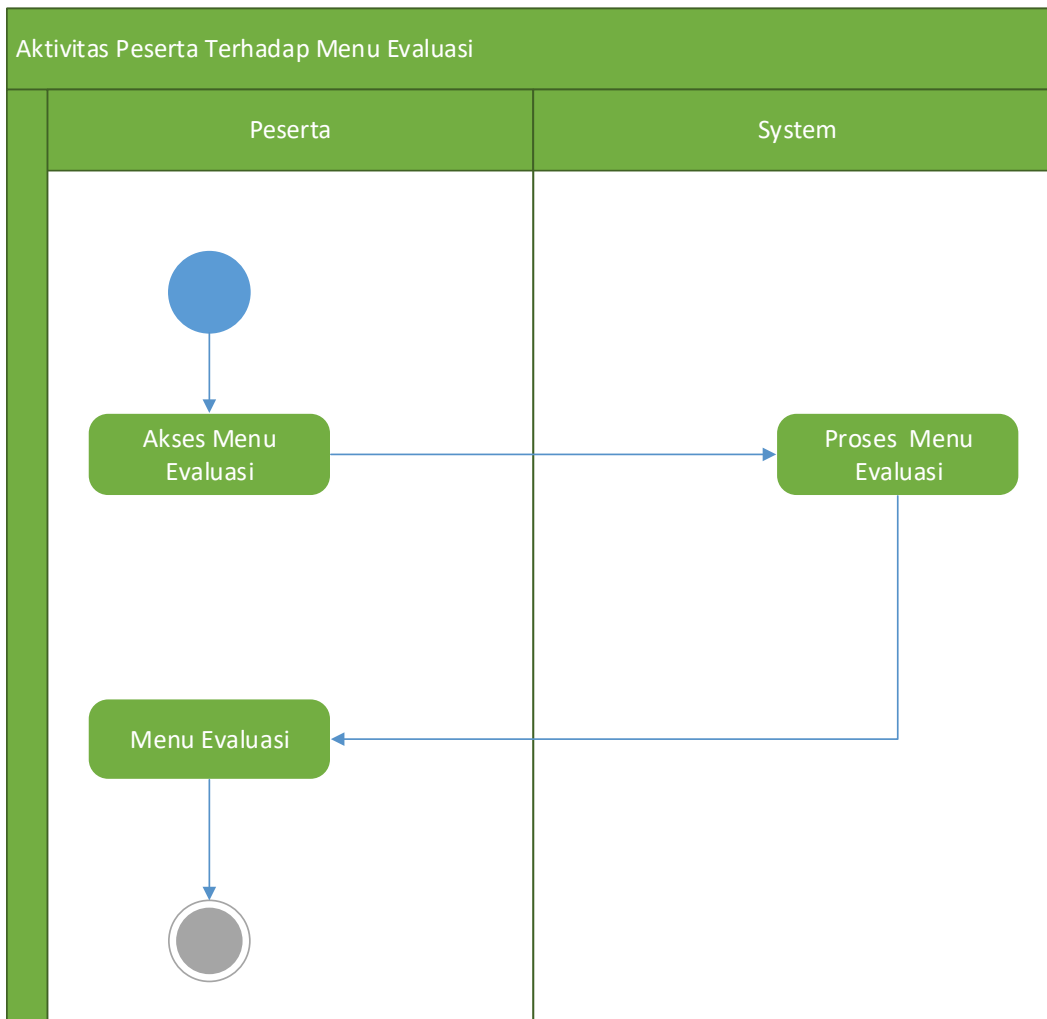 Aktivitas Peserta Terhadap Menu Evaluasi
Peserta
System
Akses Menu
Evaluasi
Proses  Menu
Evaluasi
Menu Evaluasi